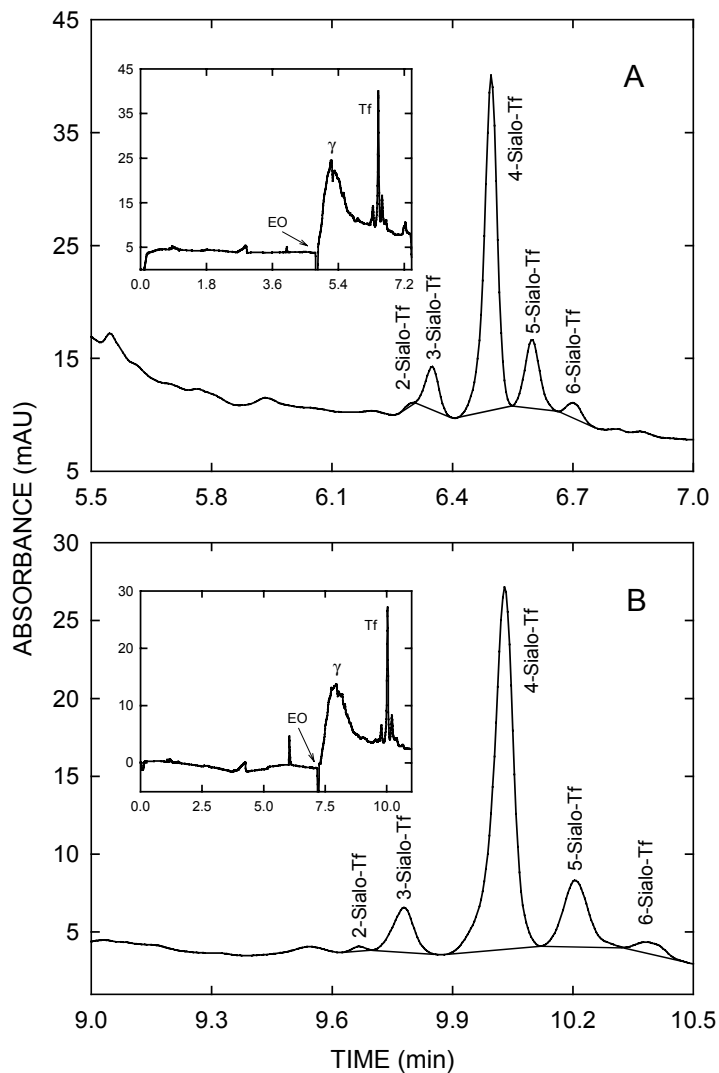 ABSORBANCE (mAU)
45
35
25
15
5
A
45
35
25
15
5
EO
γ
Tf
0.0 1.8 3.6 5.4 7.2
2-Sialo-Tf
3-Sialo-Tf
4-Sialo-Tf
5-Sialo-Tf
6-Sialo-Tf
5.5 5.8 6.1 6.4 6.7 7.0
30
25
20
15
10
5
B
30
20
10
0
EO
γ
Tf
0.0 2.5 5.0 7.5 10.0
2-Sialo-Tf
3-Sialo-Tf
4-Sialo-Tf
5-Sialo-Tf
6-Sialo-Tf
9.0 9.3 9.6 9.9 10.2 10.5
TIME (min)